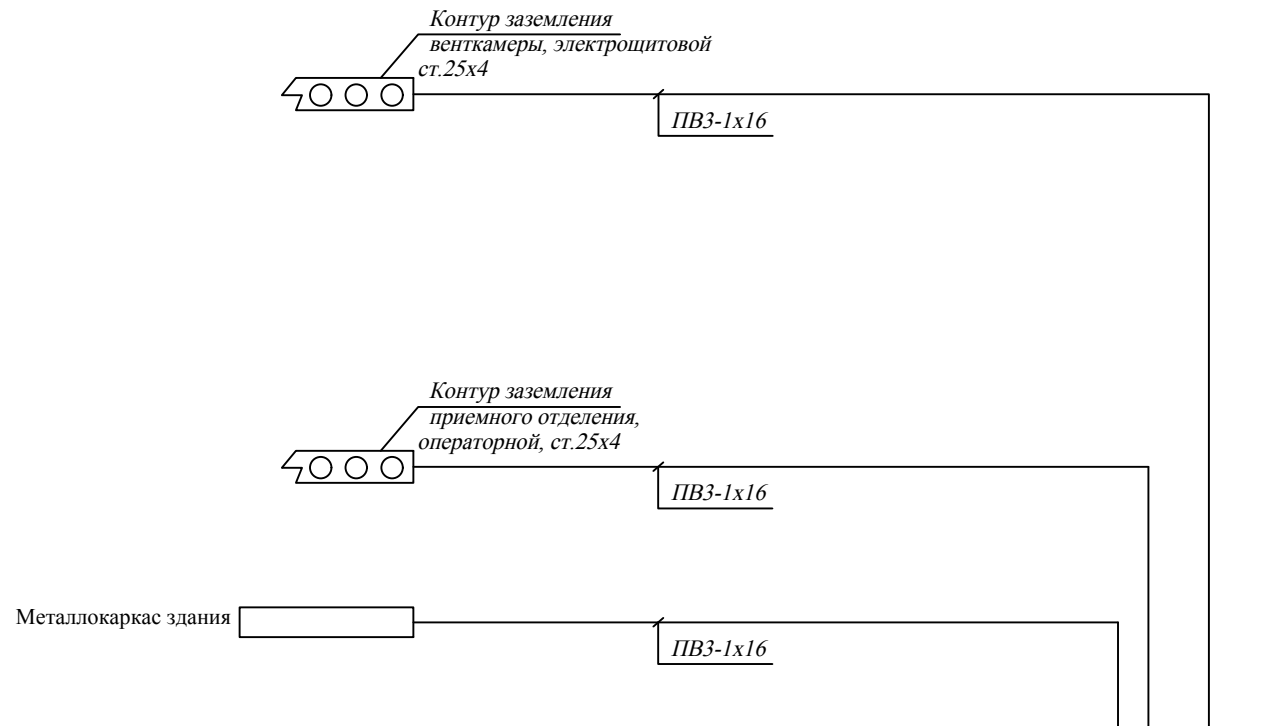 Контур заземления
венткамеры, электрощитовой
ст.25х4
ПВ3-1х16
Контур заземления
приемного отделения,
операторной, ст.25х4
ПВ3-1х16
Металлокаркас здания
ПВ3-1х16